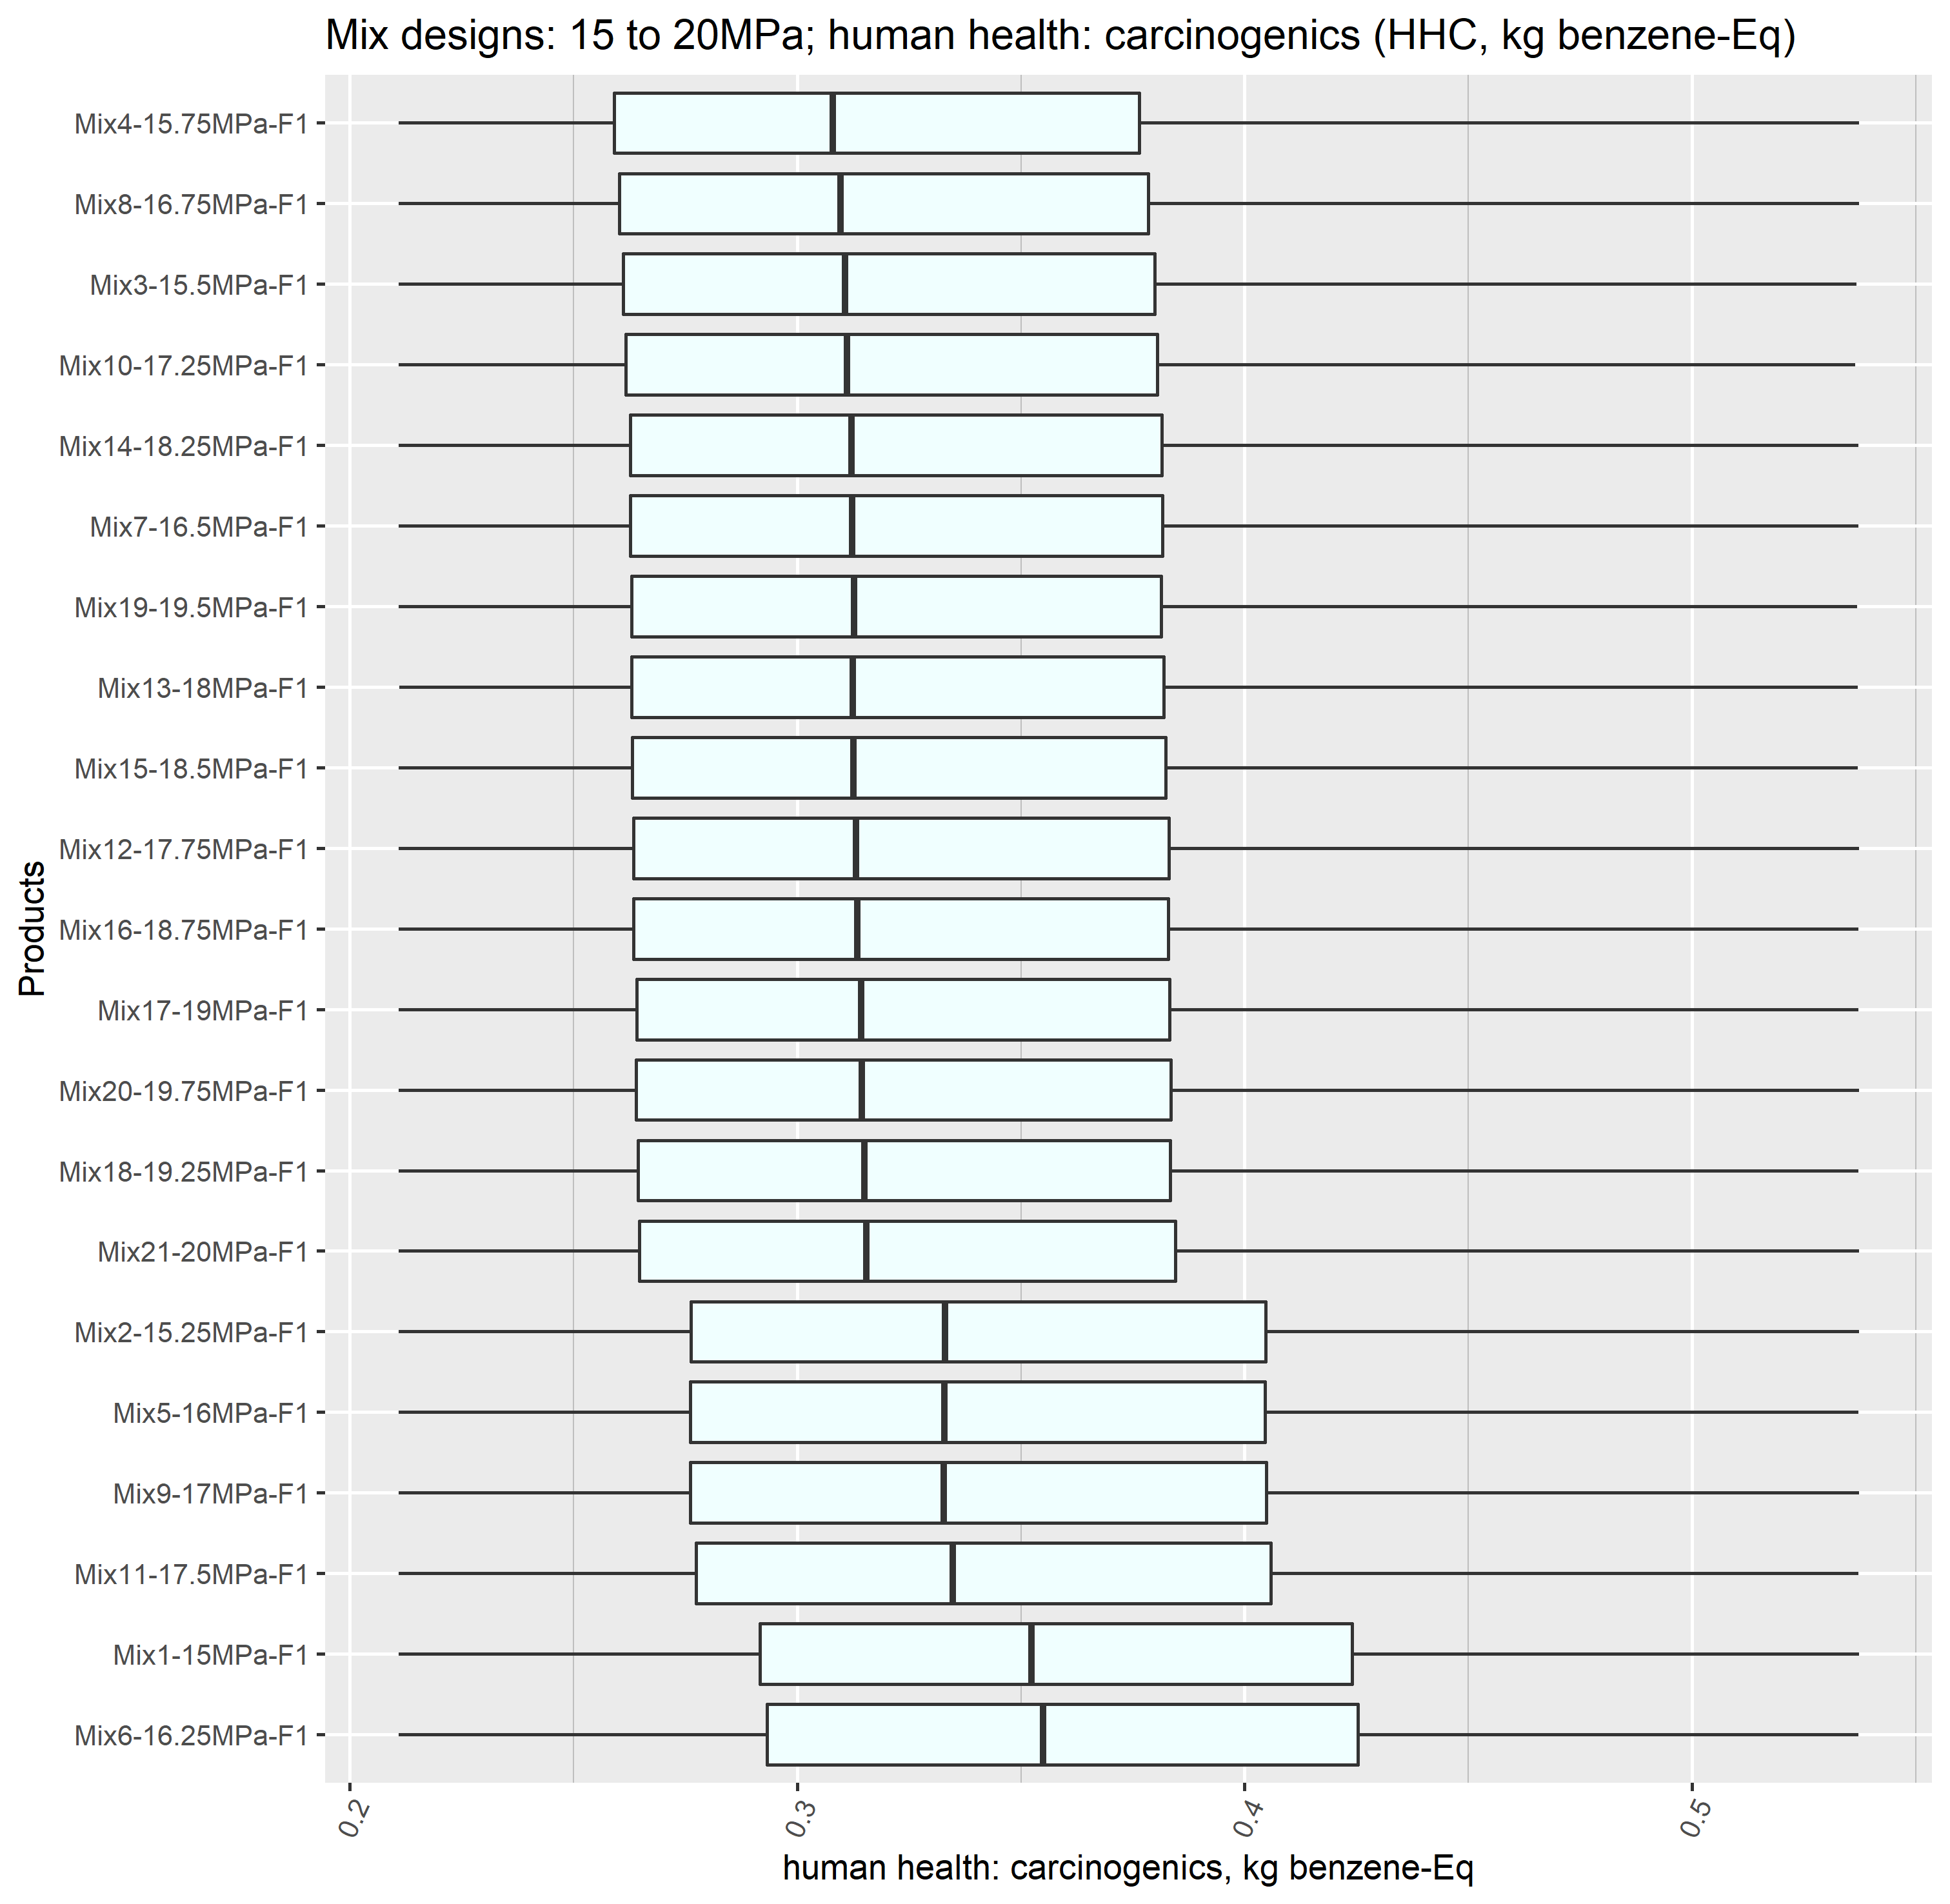 Mix designs: 15 to 20MPa; human health: carcinogenics (HHC, kg benzene-Eq)
Products
Mix4-15.75MPa-F1
Mix8-16.75MPa-F1
Mix3-15.5MPa-F1
Mix10-17.25MPa-F1
Mix14-18.25MPa-F1
Mix7-16.5MPa-F1
Mix19-19.5MPa-F1
Mix13-18MPa-F1
Mix15-18.5MPa-F1
Mix12-17.75MPa-F1
Mix16-18.75MPa-F1
Mix17-19MPa-F1
Mix20-19.75MPa-F1
Mix18-19.25MPa-F1
Mix21-20MPa-F1
Mix2-15.25MPa-F1
Mix5-16MPa-F1
Mix9-17MPa-F1
Mix11-17.5MPa-F1
Mix1-15MPa-F1
Mix6-16.25MPa-F1
0.2 0.3 0.4 0.5
human health: carcinogenics, kg benzene-Eq